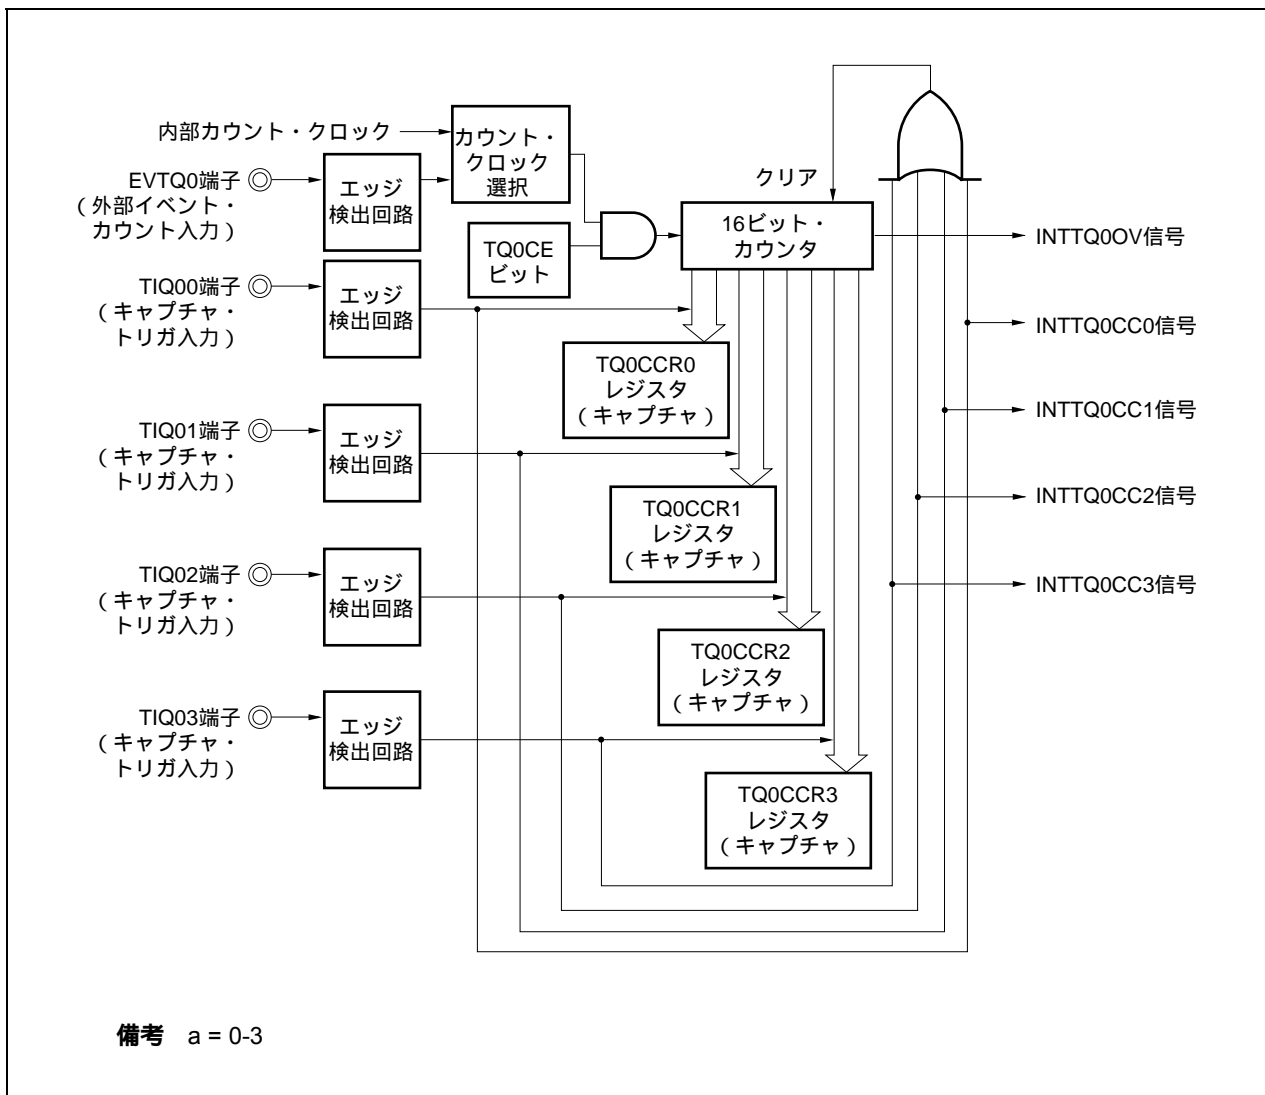 内部カウント・クロック
カウント・
クロック
選択
EVTQ0端子
(外部イベント・
カウント入力)
エッジ
検出回路
TQ0CE
ビット
クリア
16ビット・
カウンタ
INTTQ0OV信号
TIQ00端子
(キャプチャ・
トリガ入力)
エッジ
検出回路
INTTQ0CC0信号
TQ0CCR0
レジスタ
(キャプチャ)
TIQ01端子
(キャプチャ・
トリガ入力)
エッジ
検出回路
INTTQ0CC1信号
TQ0CCR1
レジスタ
(キャプチャ)
INTTQ0CC2信号
TIQ02端子
(キャプチャ・
トリガ入力)
エッジ
検出回路
INTTQ0CC3信号
TQ0CCR2
レジスタ
(キャプチャ)
TIQ03端子
(キャプチャ・
トリガ入力)
エッジ
検出回路
TQ0CCR3
レジスタ
(キャプチャ)
備考 a = 0-3